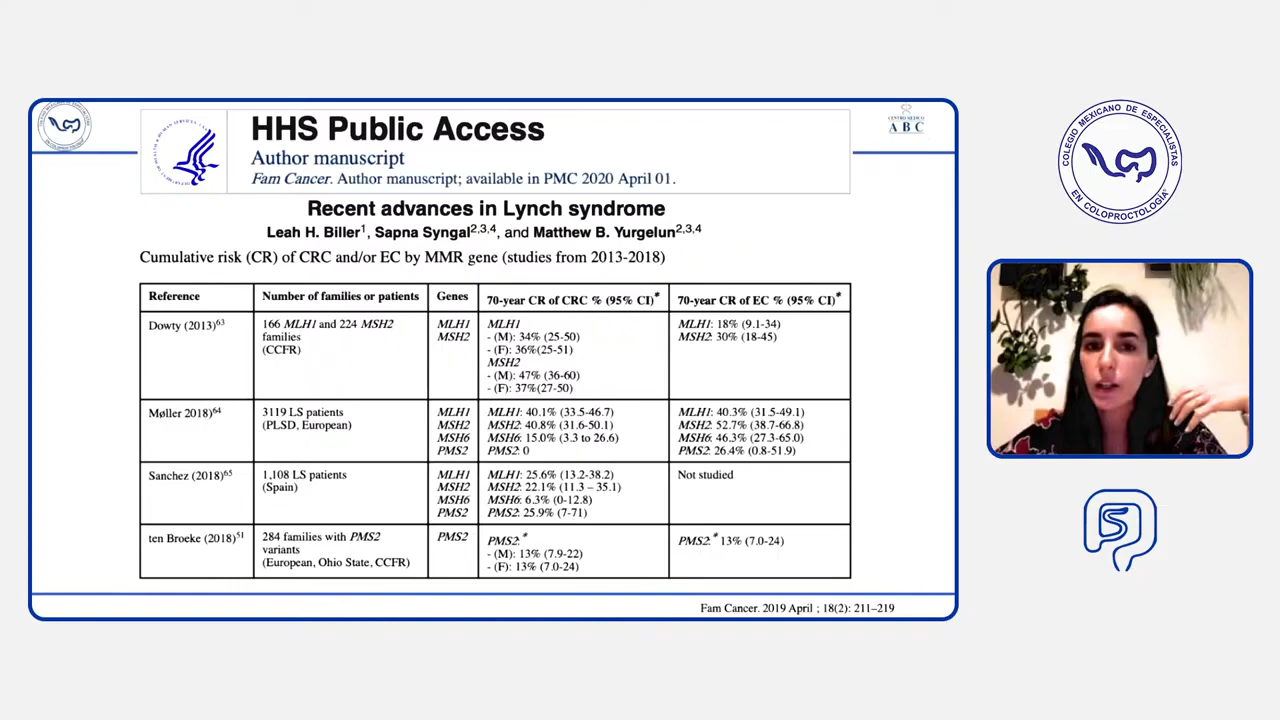 HHS Public Access
Author manuscript
Fam Cancer. Author manuscript; available in PMC 2020 April 01.
CENTRO MEDICO
A B C
Recent advances in Lynch syndrome
Leah H. Biller1, Sapna Syngal2,3,4, and Matthew B. Yurgelun2,3,4
Cumulative risk (CR) of CRC and/or EC by MMR gene (studies from 2013-2018)
Reference Number of families or patients Genes 70-year CR of CRC % (95% CI)* 70-year CR of EC % (95% CI)*
Dowty (2013)63 166 MLH1 and 224 MSH2 MLH1 MLH1 MLH1: 18% (9.1-34)
families MSH2 - (M): 34% (25-50) MSH2: 30% (18-45)
(CCFR) - (F): 36%(25-51)
MSH2
- (M): 47% (36-60)
- (F): 37%(27-50)
Møller 2018)64 3119 LS patients MLH1 MLH1: 40.1% (33.5-46.7) MLH1: 40.3% (31.5-49.1)
(PLSD, European) MSH2 MSH2: 40.8% (31.6-50.1) MSH2: 52.7% (38.7-66.8)
MSH6 MSH6: 15.0% (3.3 to 26.6) MSH6: 46.3% (27.3-65.0)
PMS2 PMS2: 0 PMS2: 26.4% (0.8-51.9)
Sanchez (2018)65 1,108 LS patients MLH1 MLH1: 25.6% (13.2-38.2) Not studied
(Spain) MSH2 MSH2: 22.1% (11.3 – 35.1)
MSH6 MSH6: 6.3% (0-12.8)
PMS2 PMS2: 25.9% (7-71)
ten Broeke (2018)51 284 families with PMS2 PMS2 PMS2:* PMS2:* 13% (7.0-24)
variants - (M): 13% (7.9-22)
(European, Ohio State, CCFR) - (F): 13% (7.0-24)
Fam Cancer. 2019 April ; 18(2): 211–219
COLEGIO MEXICANO DE ESPECIALISTAS
EN COLOPROCTOLOGÍA